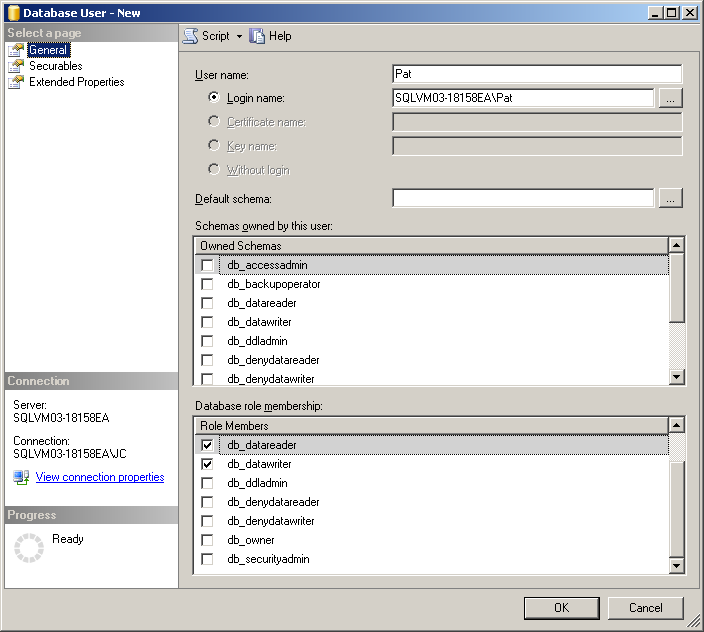 Database User - New
Select a page
General
Securables
Extended Properties
Script
Help
User name:
Pat
Login name:
SQLVM03-18158EA\Pat
...
Certificate name:
Key name:
Without login
Default schema:
...
Schemas owned by this user:
Owned Schemas
db_accessadmin
db_backupoperator
db_datareader
db_datawriter
db_ddladmin
db_denydatareader
db_denydatawriter
Database role membership:
Role Members
db_datareader
db_datawriter
db_ddladmin
db_denydatareader
db_denydatawriter
db_owner
db_securityadmin
Connection
Server:
SQLVM03-18158EA
Connection:
SQLVM03-18158EA\JC
View connection properties
Progress
Ready
OK
Cancel